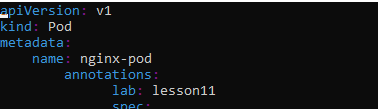 apiVersion: v1
kind: Pod
metadata:
    name: nginx-pod
        annotations:
            lab: lesson11
            spec: